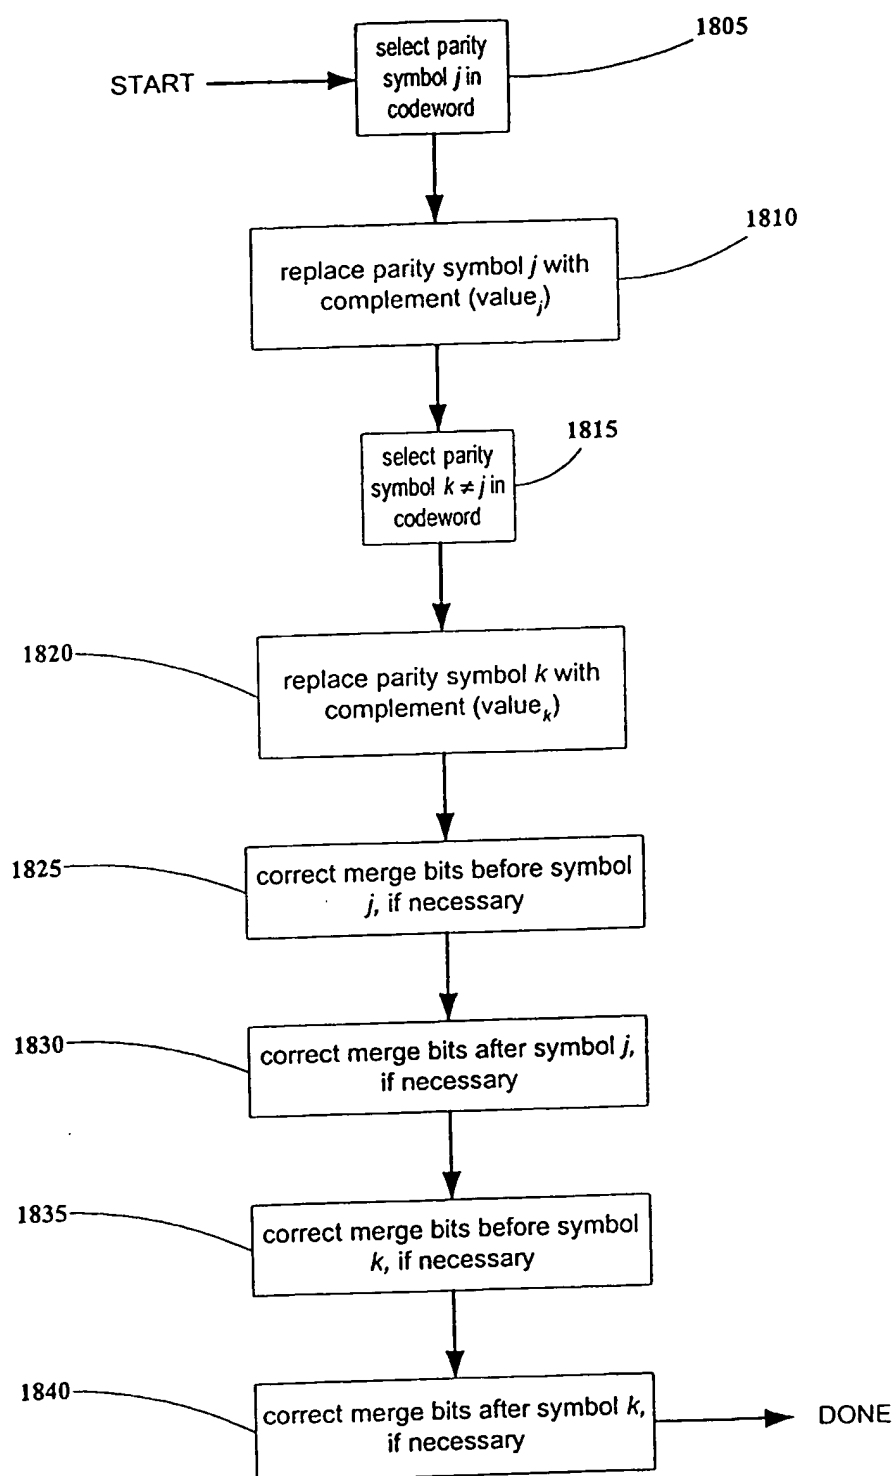 1805
select parity
symbol j in
codeword
START
1810
replace parity symbol j with
complement (valuej)
1815
select parity
symbol k ≠ j in
codeword
1820
replace parity symbol k with
complement (valuek)
1825
correct merge bits before symbol
j, if necessary
1830
correct merge bits after symbol j,
if necessary
1835
correct merge bits before symbol
k, if necessary
1840
correct merge bits after symbol k,
if necessary
DONE